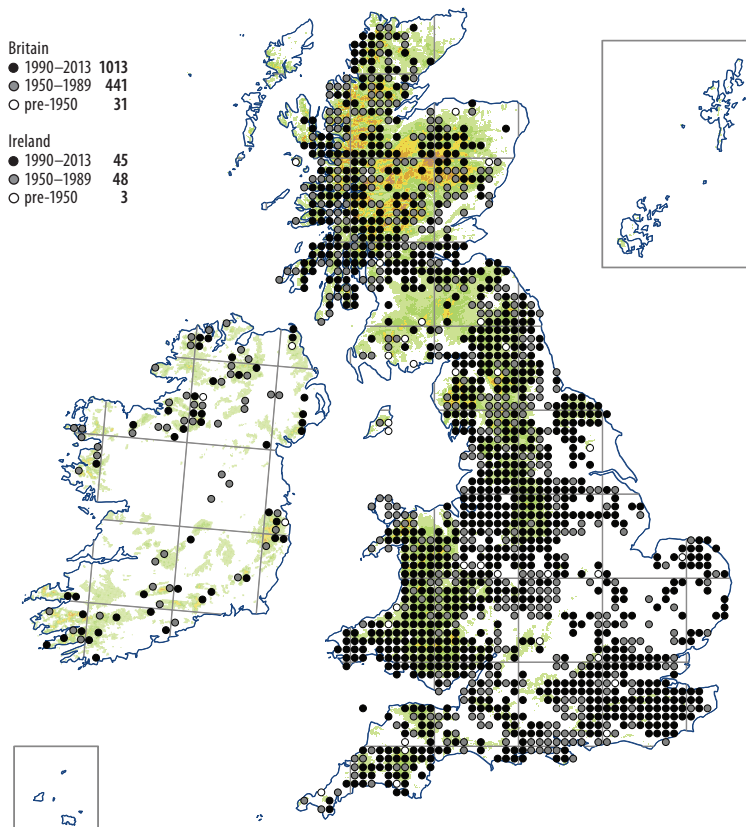 Britain
● 1990–2013 1013
● 1950–1989 441
○ pre-1950 31
Ireland
● 1990–2013 45
● 1950–1989 48
○ pre-1950 3